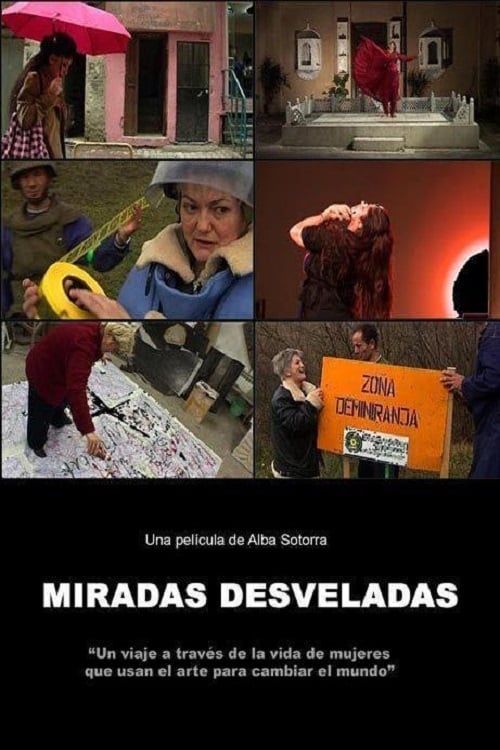 ZONA
DEMINIRANJA
Una película de Alba Sotorra
MIRADAS DESVELADAS
“Un viaje a través de la vida de mujeres
que usan el arte para cambiar el mundo”